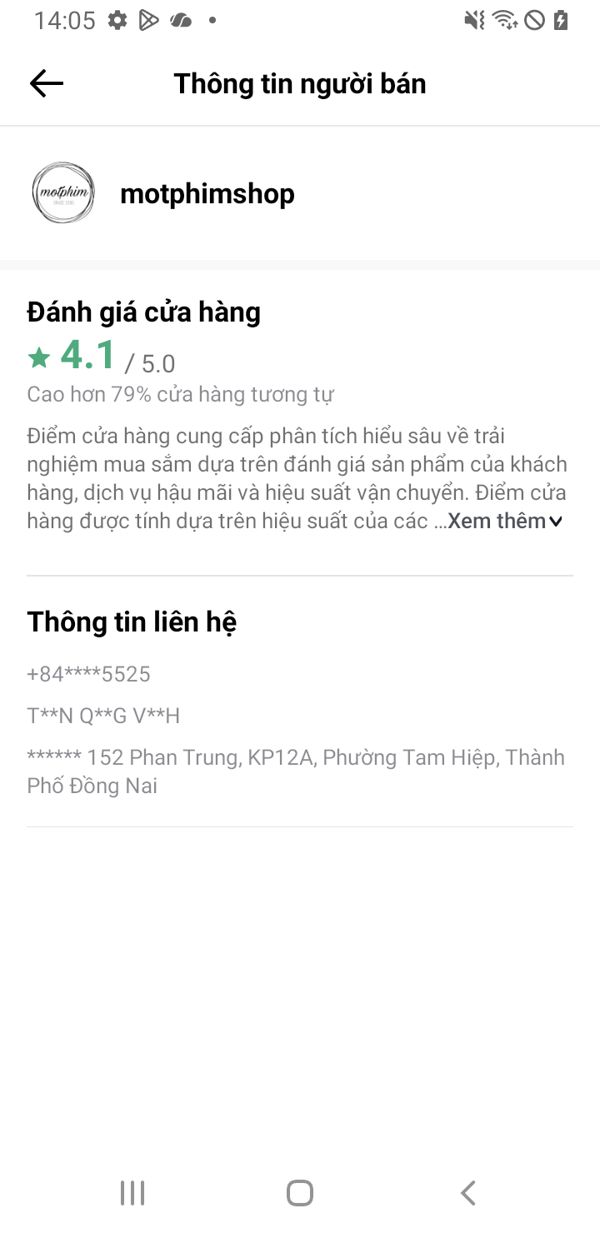 14:05
Thông tin người bán
motphim
motphimshop
Đánh giá cửa hàng
4.1 / 5.0
Cao hơn 79% cửa hàng tương tự
Điểm cửa hàng cung cấp phân tích hiểu sâu về trải
nghiệm mua sắm dựa trên đánh giá sản phẩm của khách
hàng, dịch vụ hậu mãi và hiệu suất vận chuyển. Điểm cửa
hàng được tính dựa trên hiệu suất của các ...Xem thêm
Thông tin liên hệ
+84****5525
T**N Q**G V**H
****** 152 Phan Trung, KP12A, Phường Tam Hiệp, Thành
Phố Đồng Nai